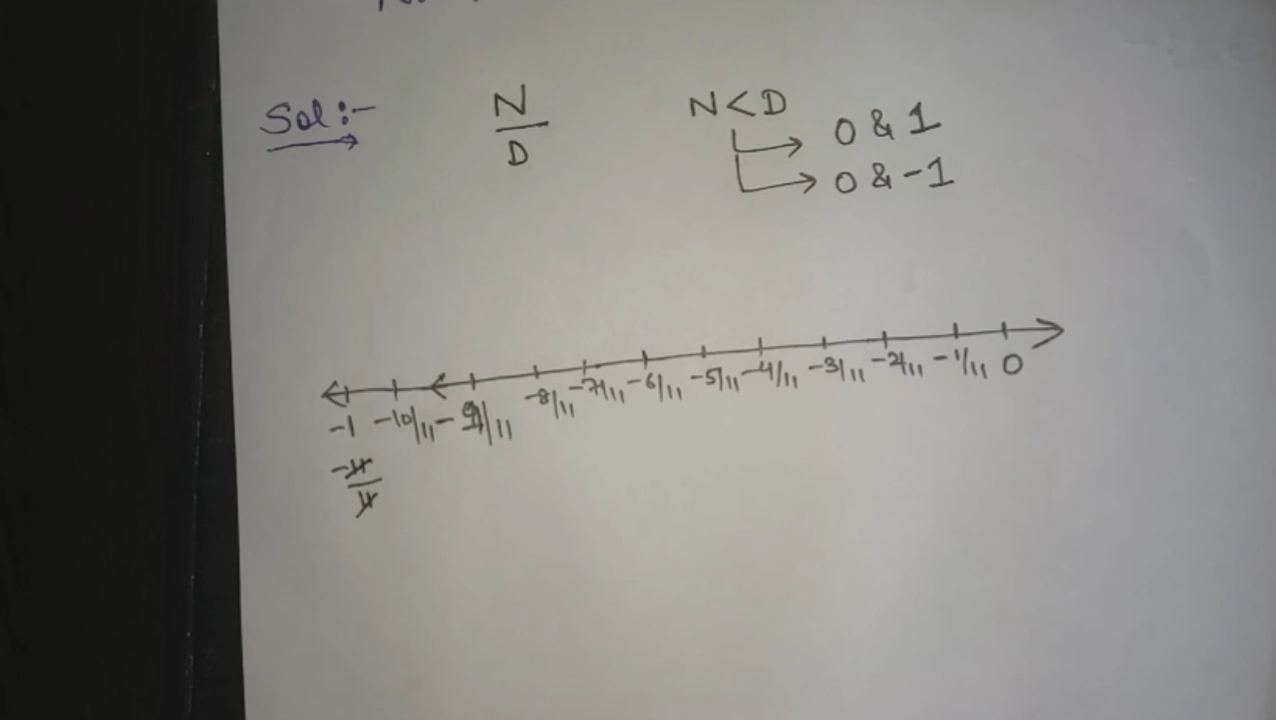 Sol :-
N
D
N < D
0 & 1
0 & -1
-1 -10/11 -9/11 -8/11 -7/11 -6/11 -5/11 -4/11 -3/11 -2/11 -1/11 0